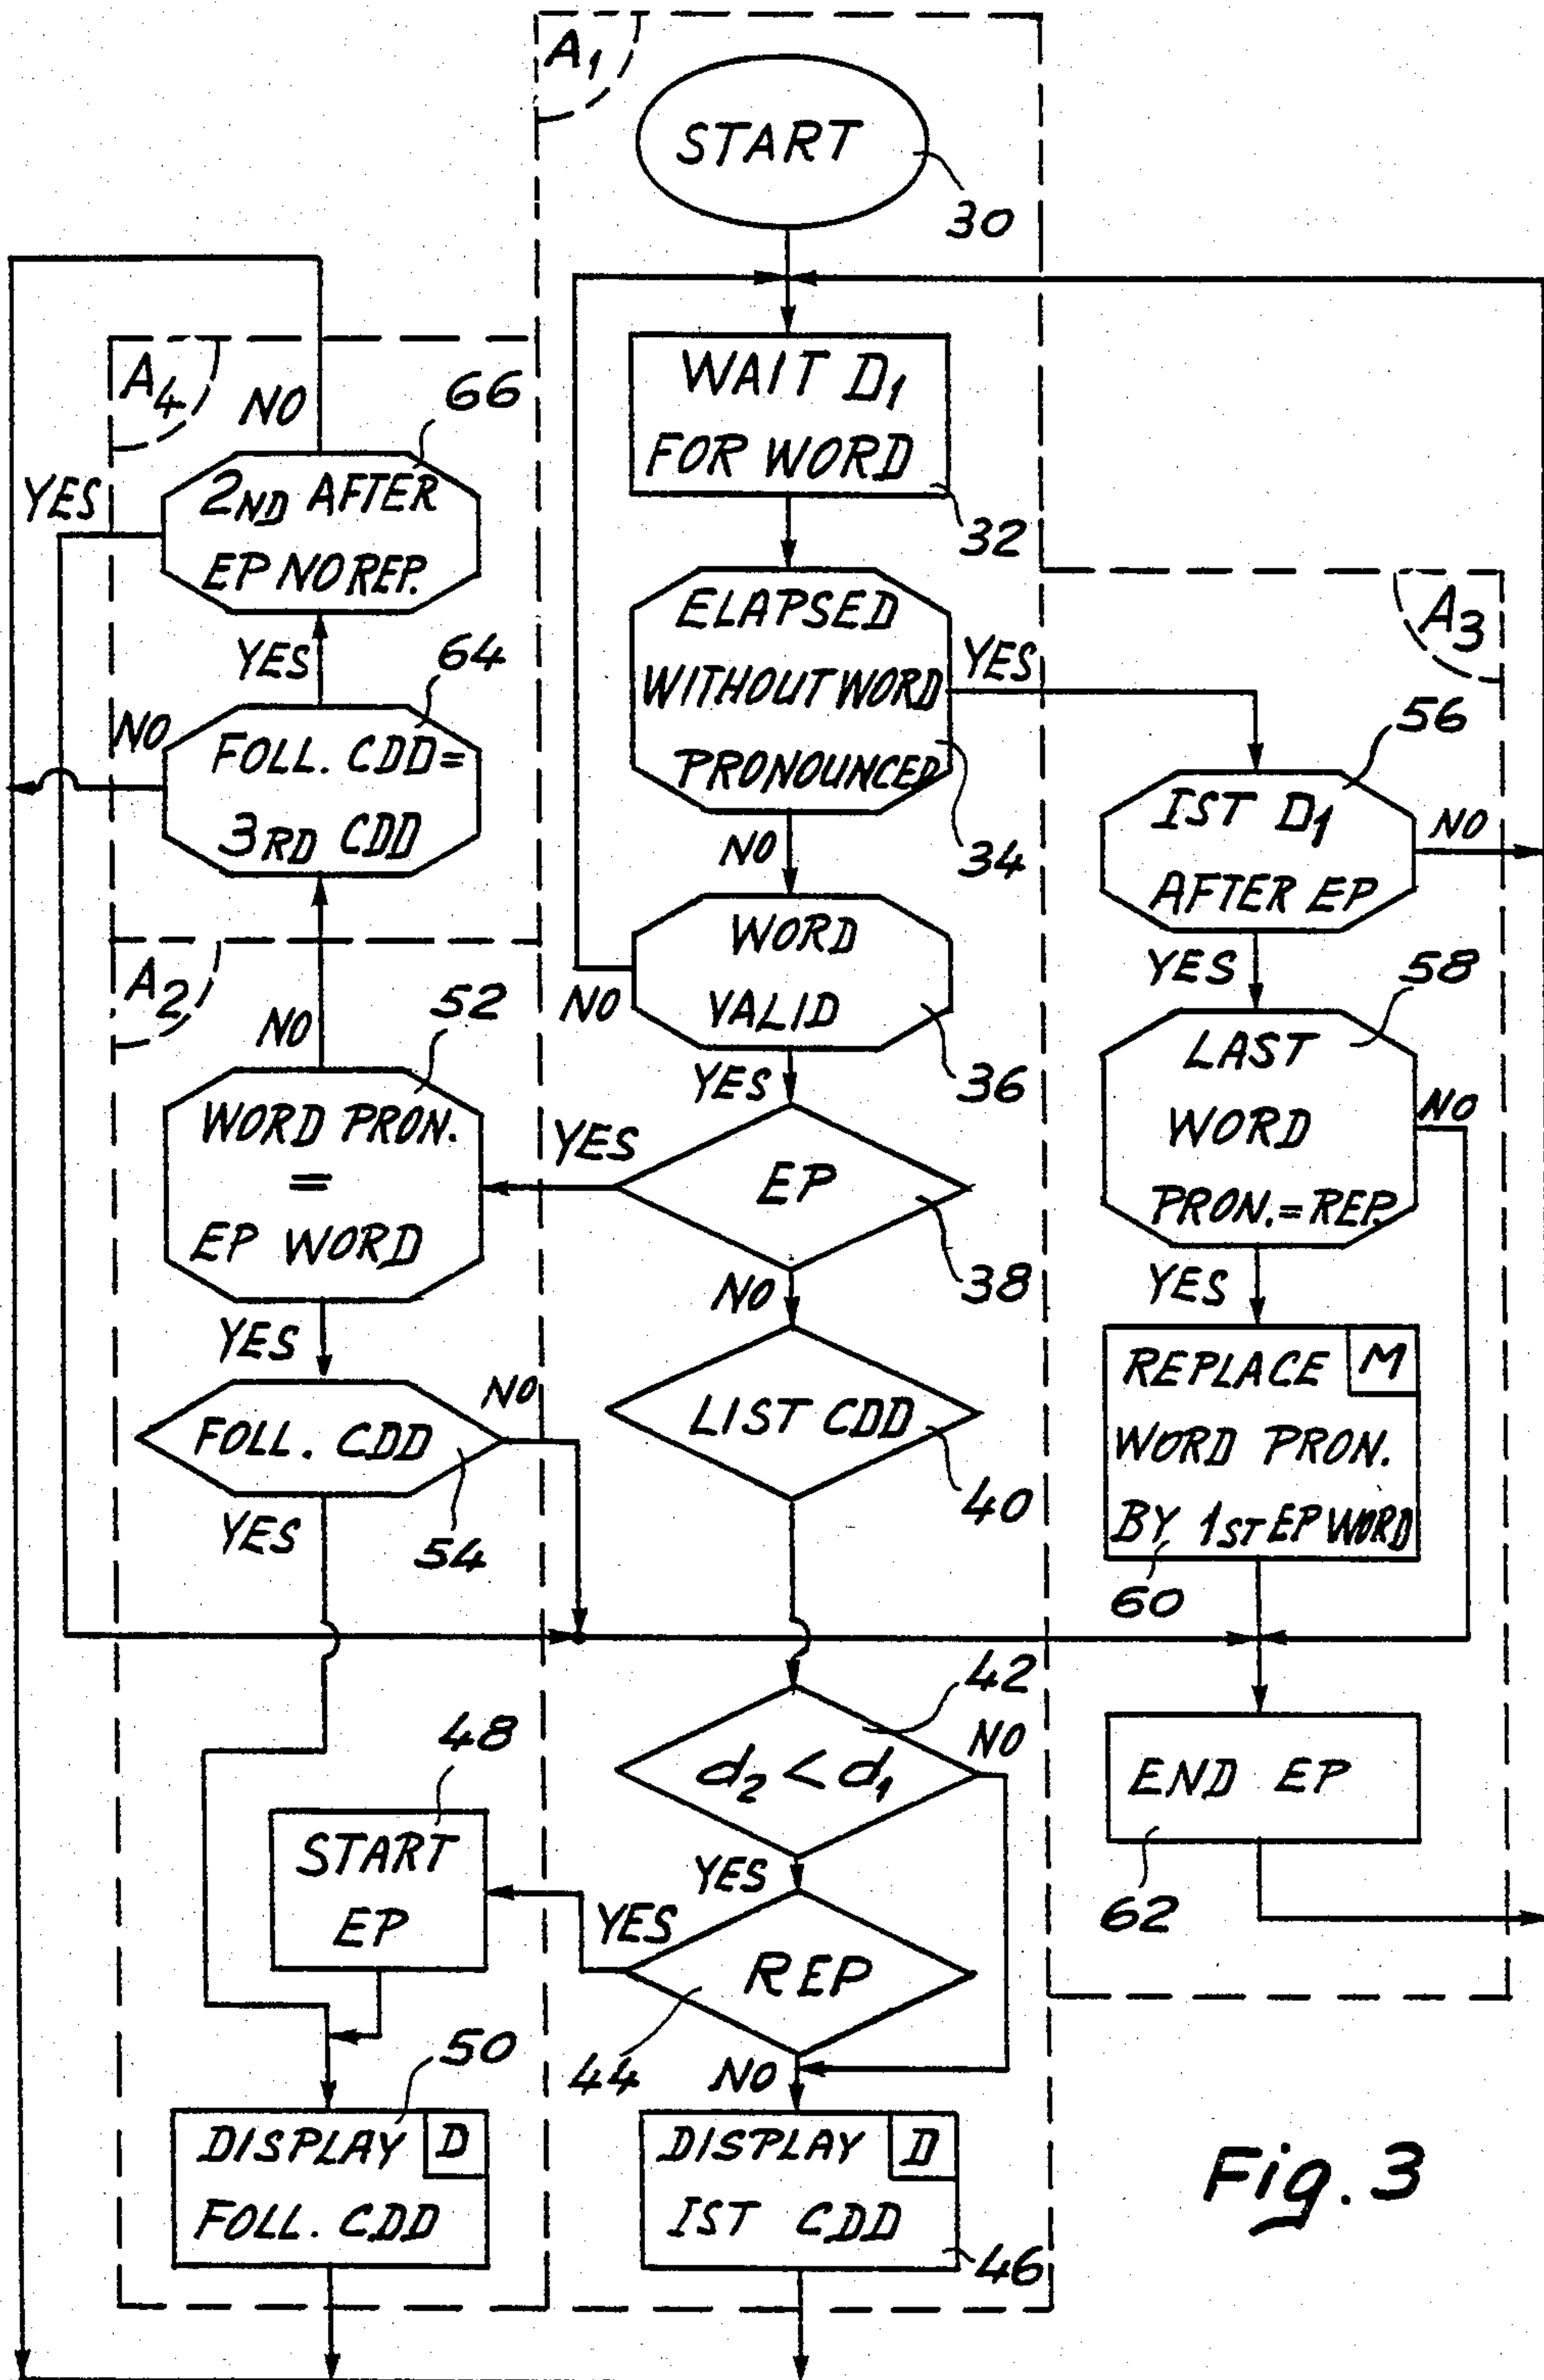 A1
START
30
WAIT D1
FOR WORD
32
A4
NO
66
YES
2ND AFTER
EP NO REP.
YES
64
NO
FOLL. CDD=
3RD CDD
ELAPSED
WITHOUT WORD
PRONOUNCED
YES
34
NO
A3
56
IST D1
AFTER EP
NO
YES
A2
NO
52
WORD
VALID
NO
36
YES
58
LAST
WORD
PRON.=REP.
NO
YES
WORD PRON.
=
EP WORD
YES
YES
EP
38
NO
REPLACE M
WORD PRON.
BY 1ST EP WORD
60
FOLL. CDD
NO
54
YES
LIST CDD
40
42
d2 < d1
NO
YES
END EP
62
48
START
EP
YES
REP
44
NO
50
DISPLAY D
FOLL. CDD
DISPLAY D
IST CDD
46
Fig. 3